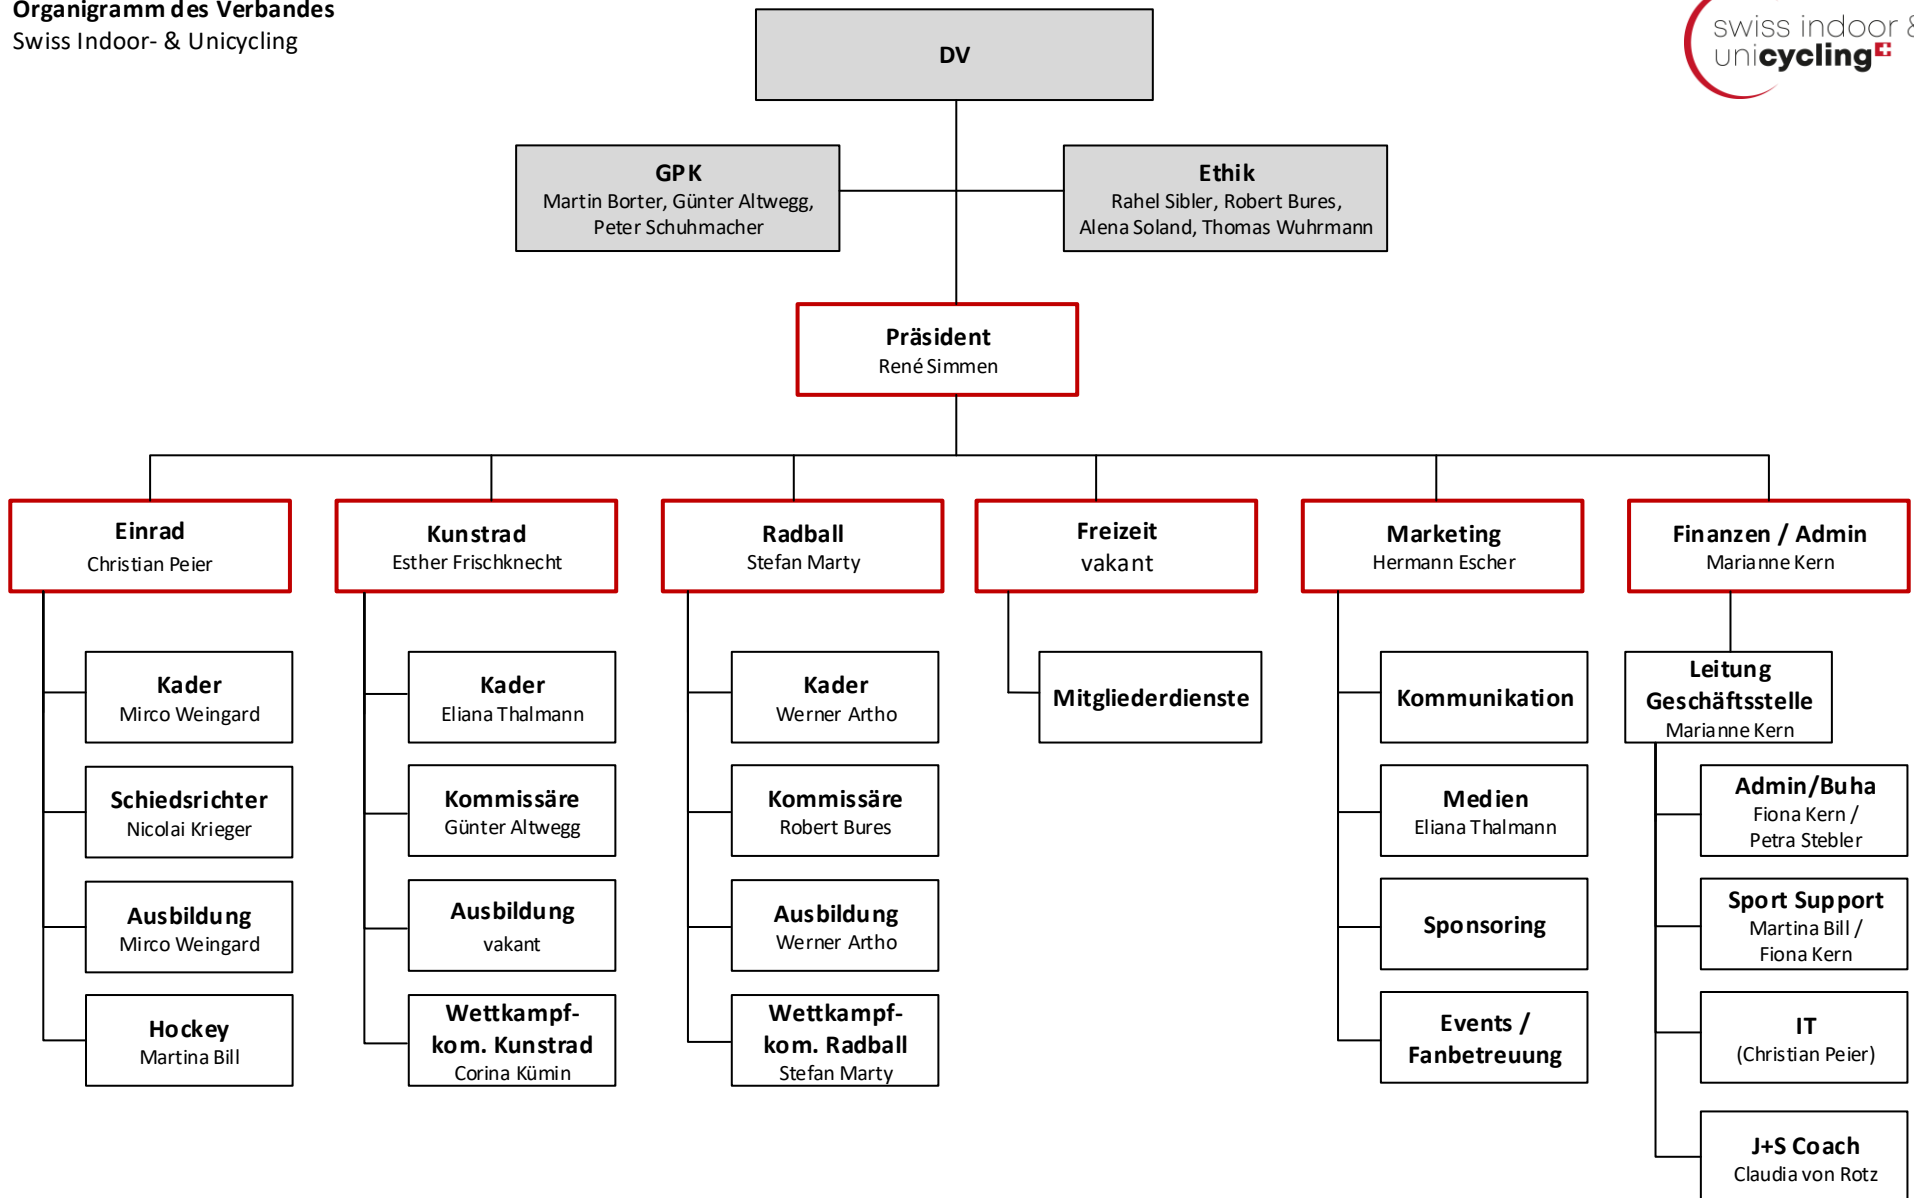 Organigramm des Verbandes
Swiss Indoor- & Unicycling
swiss indoor &
unicycling
DV
GPK
Martin Borter, Günter Altwegg,
Peter Schuhmacher
Ethik
Rahel Sibler, Robert Bures,
Alena Soland, Thomas Wuhrmann
Präsident
René Simmen
Einrad
Christian Peier
Kunstrad
Esther Frischknecht
Radball
Stefan Marty
Freizeit
vakant
Marketing
Hermann Escher
Finanzen / Admin
Marianne Kern
Kader
Mirco Weingard
Schiedsrichter
Nicolai Krieger
Ausbildung
Mirco Weingard
Hockey
Martina Bill
Kader
Eliana Thalmann
Kommissäre
Günter Altwegg
Ausbildung
vakant
Wettkampf-
kom. Kunstrad
Corina Kümin
Kader
Werner Artho
Kommissäre
Robert Bures
Ausbildung
Werner Artho
Wettkampf-
kom. Radball
Stefan Marty
Mitgliederdienste
Kommunikation
Medien
Eliana Thalmann
Sponsoring
Events /
Fanbetreuung
Leitung
Geschäftsstelle
Marianne Kern
Admin/Buha
Fiona Kern /
Petra Stebler
Sport Support
Martina Bill /
Fiona Kern
IT
(Christian Peier)
J+S Coach
Claudia von Rotz